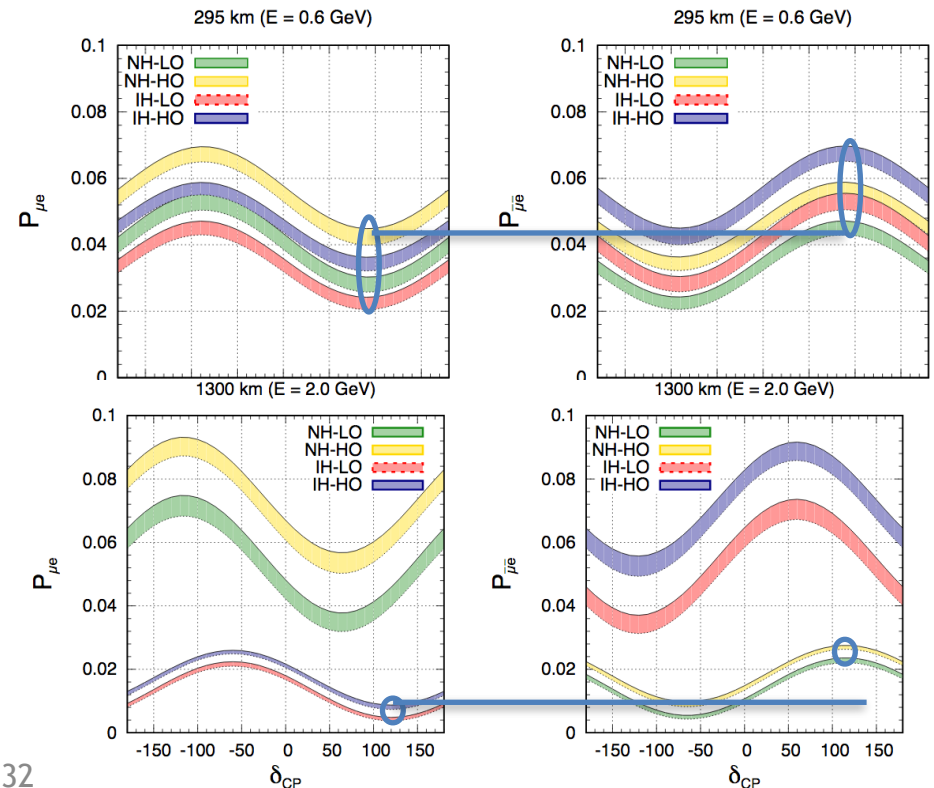 295 km (E = 0.6 GeV)
0.1
0.08
0.06
0.04
0.02
0
Pμe
NH-LO
NH-HO
IH-LO
IH-HO
295 km (E = 0.6 GeV)
0.1
0.08
0.06
0.04
0.02
0
Pμ̅e̅
NH-LO
NH-HO
IH-LO
IH-HO
1300 km (E = 2.0 GeV)
0.1
0.08
0.06
0.04
0.02
0
Pμe
NH-LO
NH-HO
IH-LO
IH-HO
-150 -100 -50 0 50 100 150
δCP
1300 km (E = 2.0 GeV)
0.1
0.08
0.06
0.04
0.02
0
Pμ̅e̅
NH-LO
NH-HO
IH-LO
IH-HO
-150 -100 -50 0 50 100 150
δCP
32